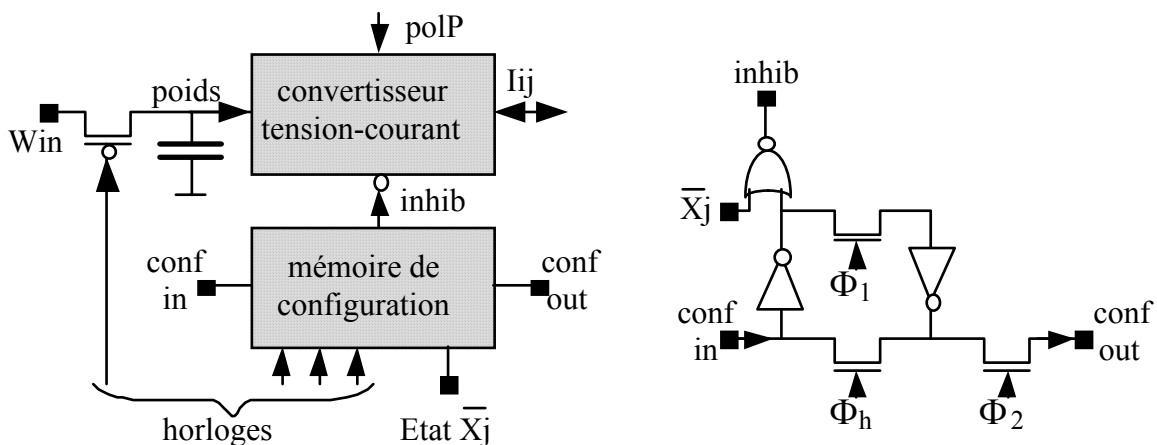 polP
Win
poids
convertisseur
tension-courant
Iij
inhib
conf
in
mémoire de
configuration
conf
out
horloges
Etat X̅j
inhib
X̅j
Φ1
conf
in
Φh
Φ2
conf
out